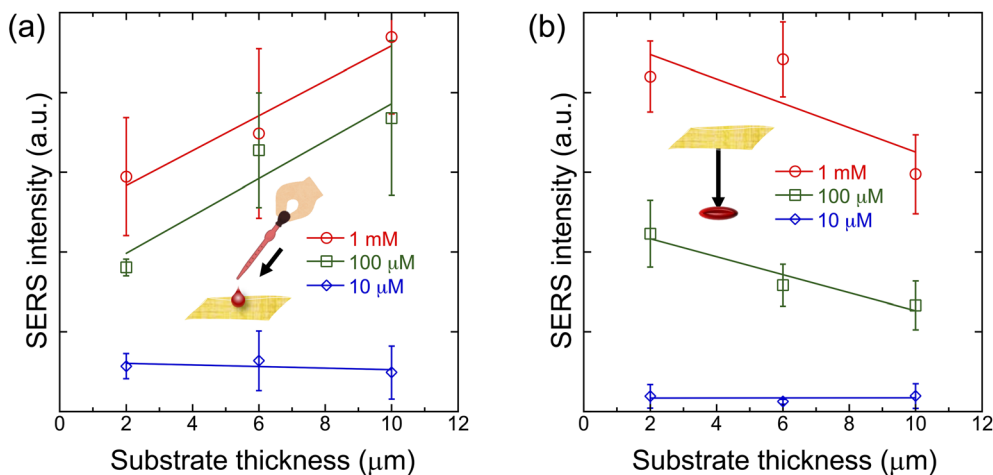 (a)
SERS intensity (a.u.)
1 mM
100 μM
10 μM
0 2 4 6 8 10 12
Substrate thickness (μm)
(b)
SERS intensity (a.u.)
1 mM
100 μM
10 μM
0 2 4 6 8 10 12
Substrate thickness (μm)